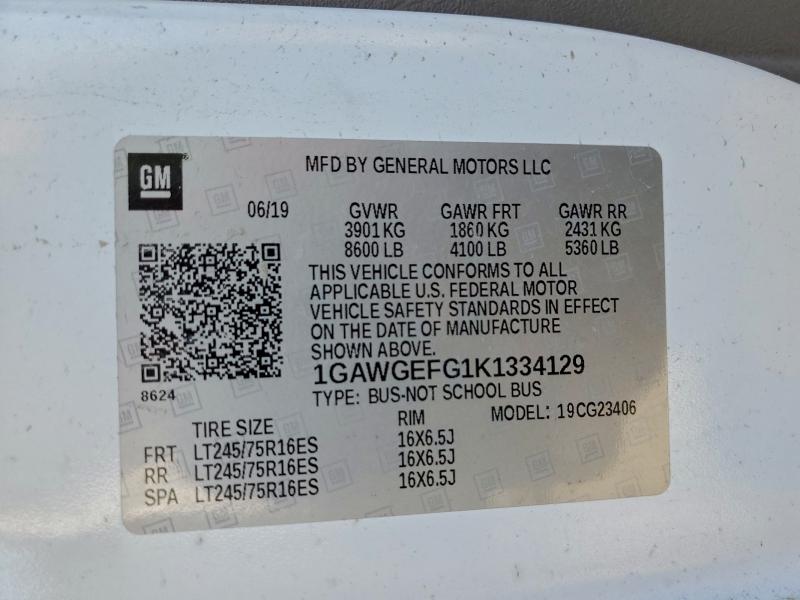 GM
MFD BY GENERAL MOTORS LLC
06/19 GVWR GAWR FRT GAWR RR
3901 KG 1860 KG 2431 KG
8600 LB 4100 LB 5360 LB
THIS VEHICLE CONFORMS TO ALL
APPLICABLE U.S. FEDERAL MOTOR
VEHICLE SAFETY STANDARDS IN EFFECT
ON THE DATE OF MANUFACTURE
SHOWN ABOVE.
1GAWGEFG1K1334129
8624
TYPE: BUS-NOT SCHOOL BUS
MODEL: 19CG23406
TIRE SIZE RIM
FRT LT245/75R16ES 16X6.5J
RR LT245/75R16ES 16X6.5J
SPA LT245/75R16ES 16X6.5J